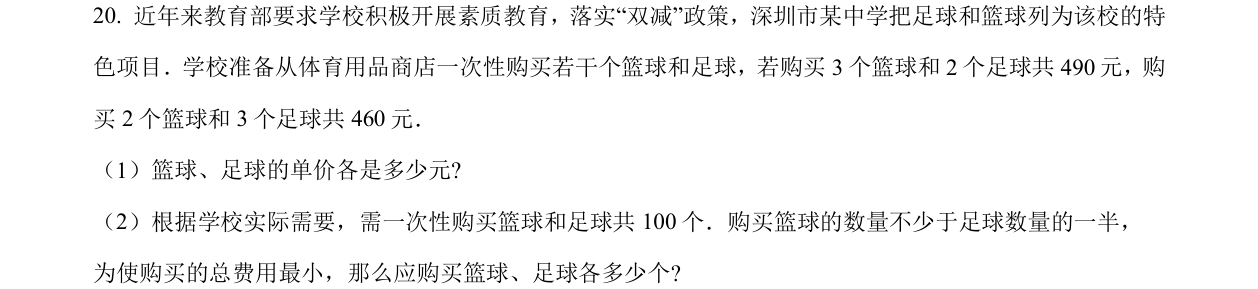 20. 近年来教育部要求学校积极开展素质教育，落实“双减”政策，深圳市某中学把足球和篮球列为该校的特
色项目．学校准备从体育用品商店一次性购买若干个篮球和足球，若购买 3 个篮球和 2 个足球共 490 元，购
买 2 个篮球和 3 个足球共 460 元．
（1）篮球、足球的单价各是多少元?
（2）根据学校实际需要，需一次性购买篮球和足球共 100 个．购买篮球的数量不少于足球数量的一半，
为使购买的总费用最小，那么应购买篮球、足球各多少个?